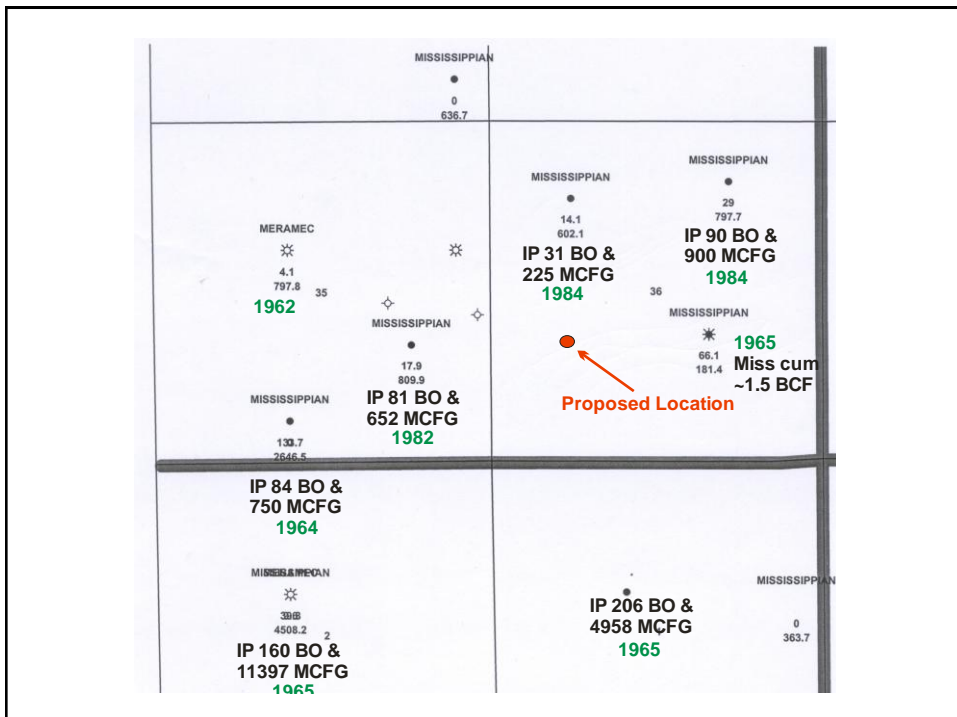 MISSISSIPPIAN
0
636.7
MISSISSIPPIAN
29
797.7
IP 90 BO &
900 MCFG
1984
MISSISSIPPIAN
14.1
602.1
IP 31 BO &
225 MCFG
1984
MERAMEC
4.1
797.8
1962
35
36
MISSISSIPPIAN
17.9
809.9
IP 81 BO &
652 MCFG
1982
MISSISSIPPIAN
66.1
181.4
1965
Miss cum
~1.5 BCF
Proposed Location
MISSISSIPPIAN
2646.5
IP 84 BO &
750 MCFG
1964
4508.2
2
IP 160 BO &
11397 MCFG
1965
IP 206 BO &
4958 MCFG
1965
MISSISSIPPIAN
0
363.7